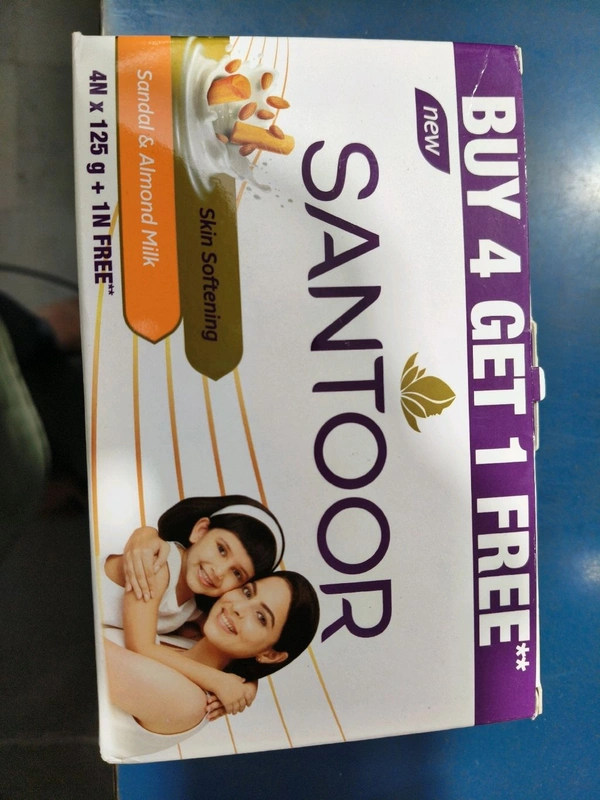 BUY 4 GET 1 FREE**
new
SANTOOR
Skin Softening
Sandal & Almond Milk
4N x 125 g + 1N FREE**